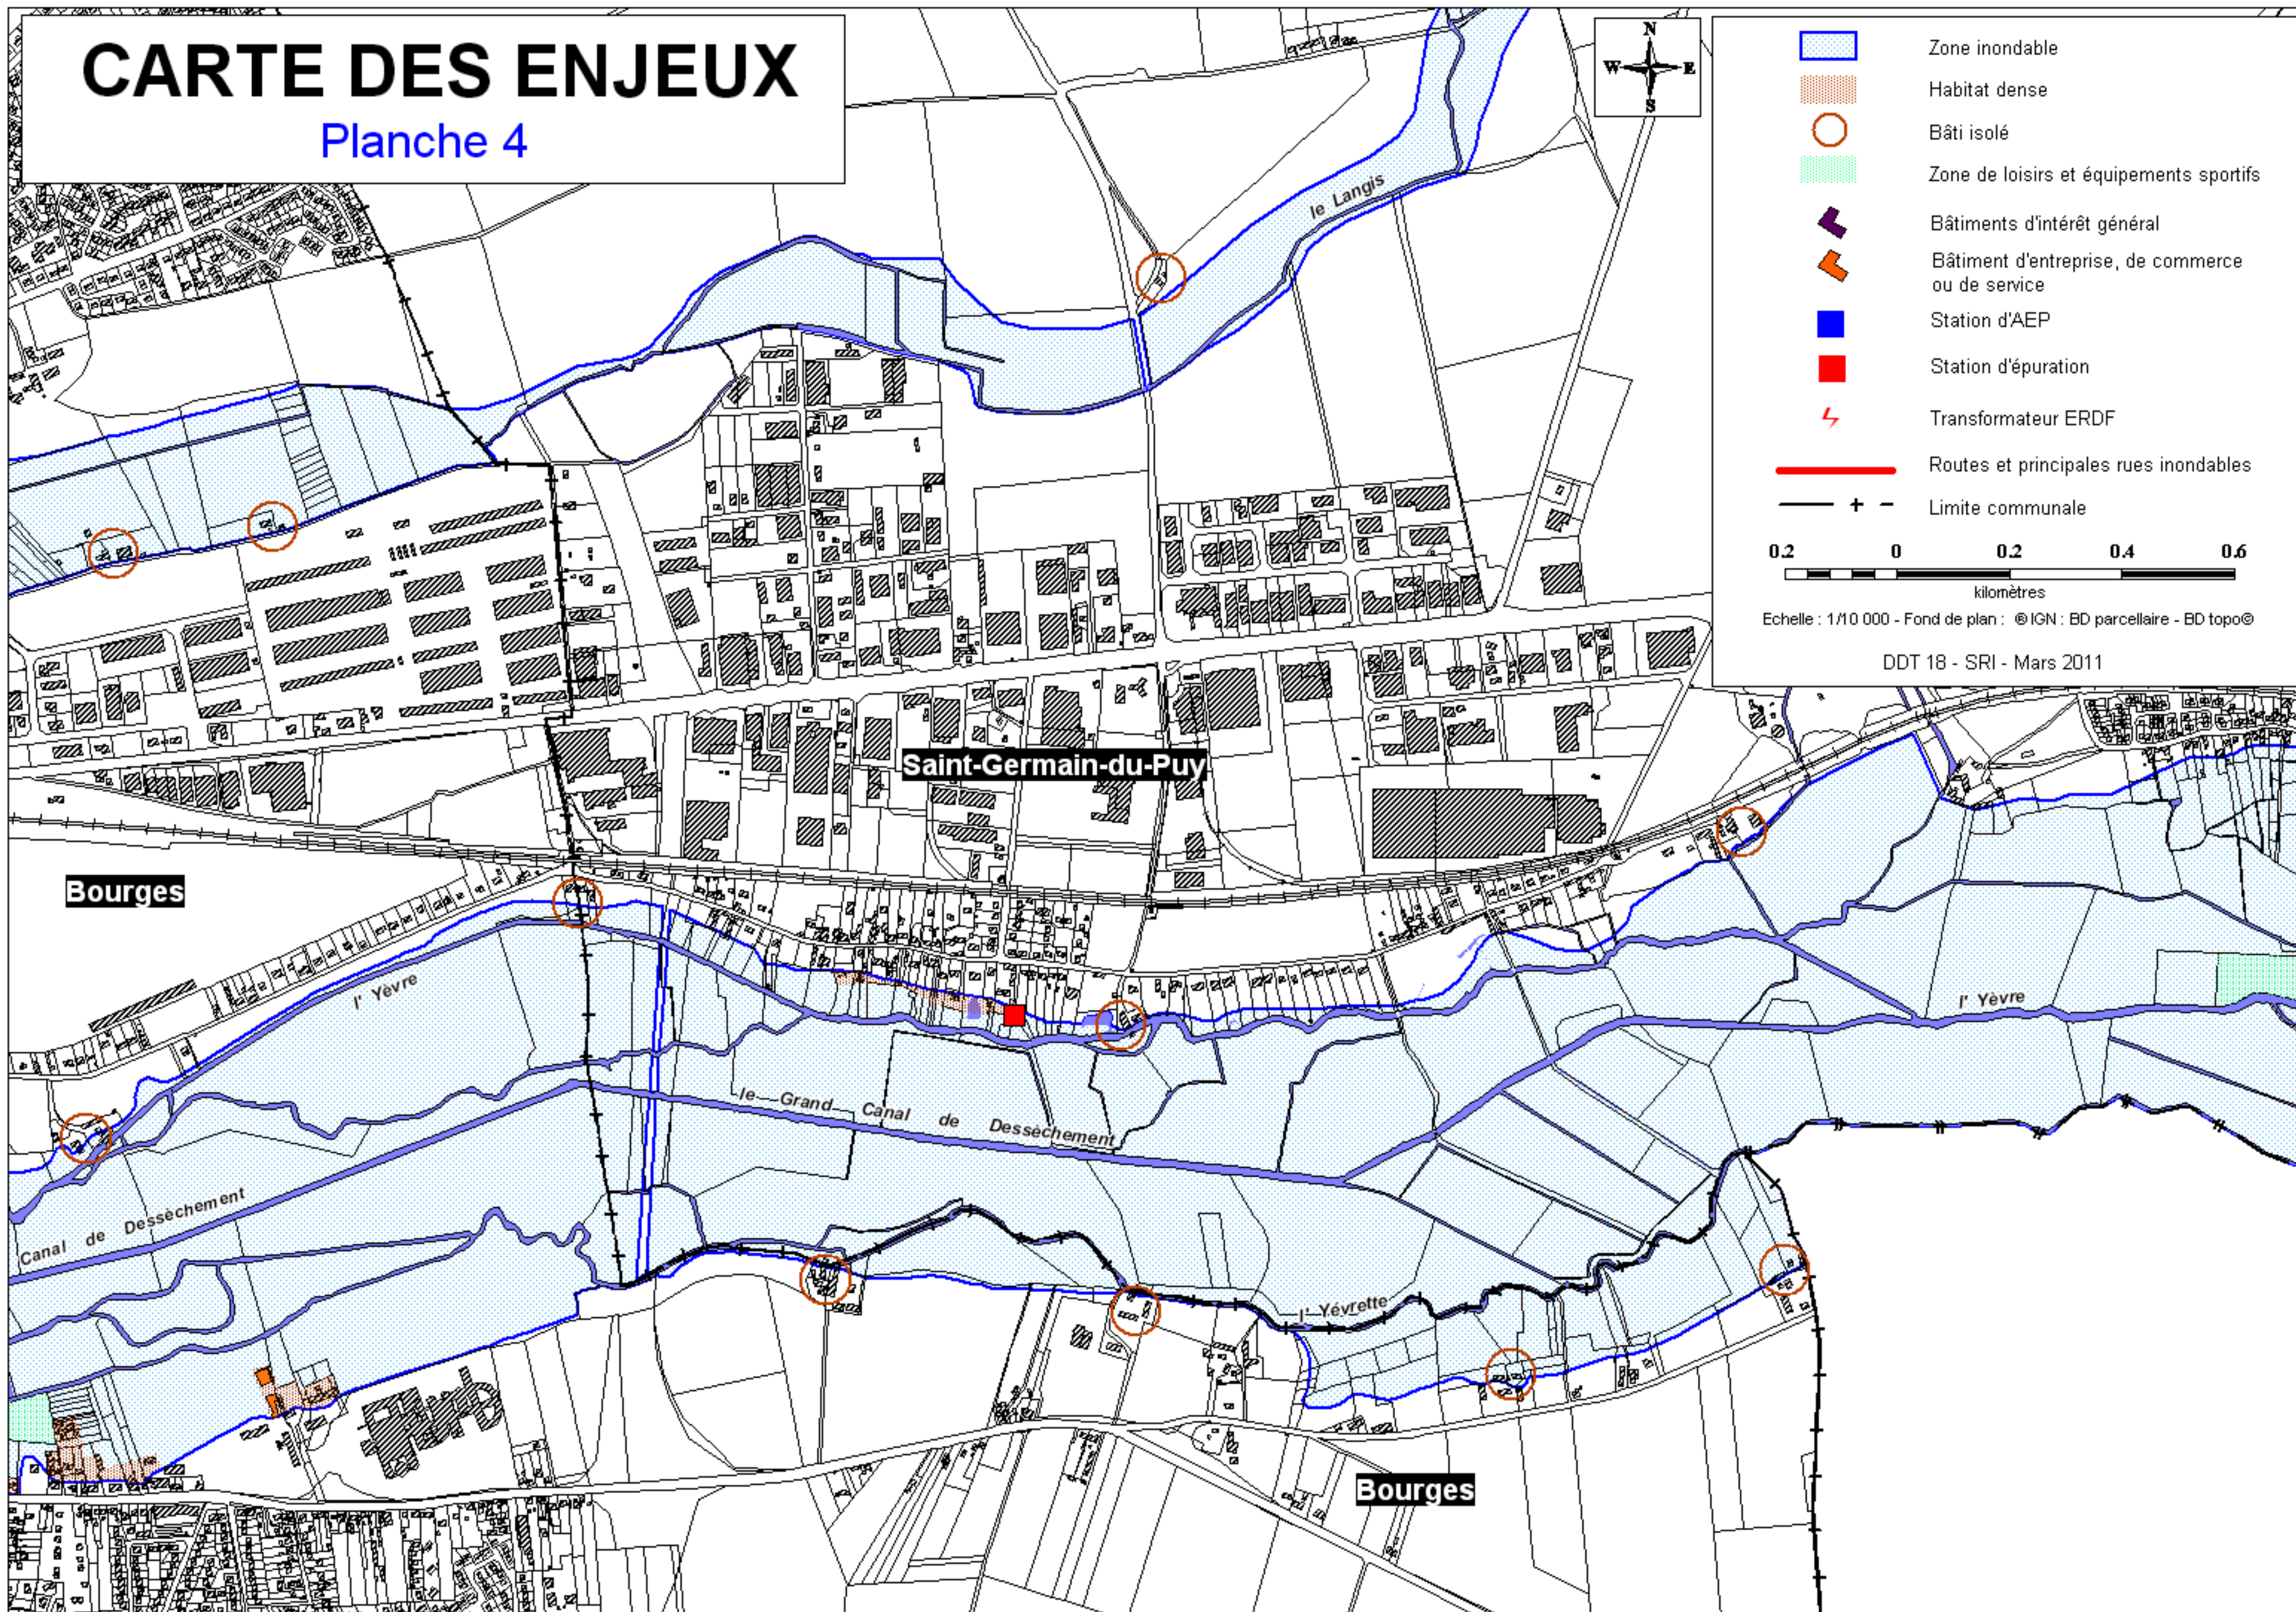 CARTE DES ENJEUX
Planche 4
N
W E
S
Zone inondable
Habitat dense
Bâti isolé
Zone de loisirs et équipements sportifs
Bâtiments d'intérêt général
Bâtiment d'entreprise, de commerce
ou de service
Station d'AEP
Station d'épuration
Transformateur ERDF
Routes et principales rues inondables
Limite communale
0.2 0 0.2 0.4 0.6
kilomètres
Echelle : 1/10 000 - Fond de plan : ® IGN : BD parcellaire - BD topo©
DDT 18 - SRI - Mars 2011
le Langis
Saint-Germain-du-Puy
Bourges
l' Yèvre
l' Yèvre
le Grand Canal de Dessèchement
Canal de Dessèchement
l' Yévrette
Bourges